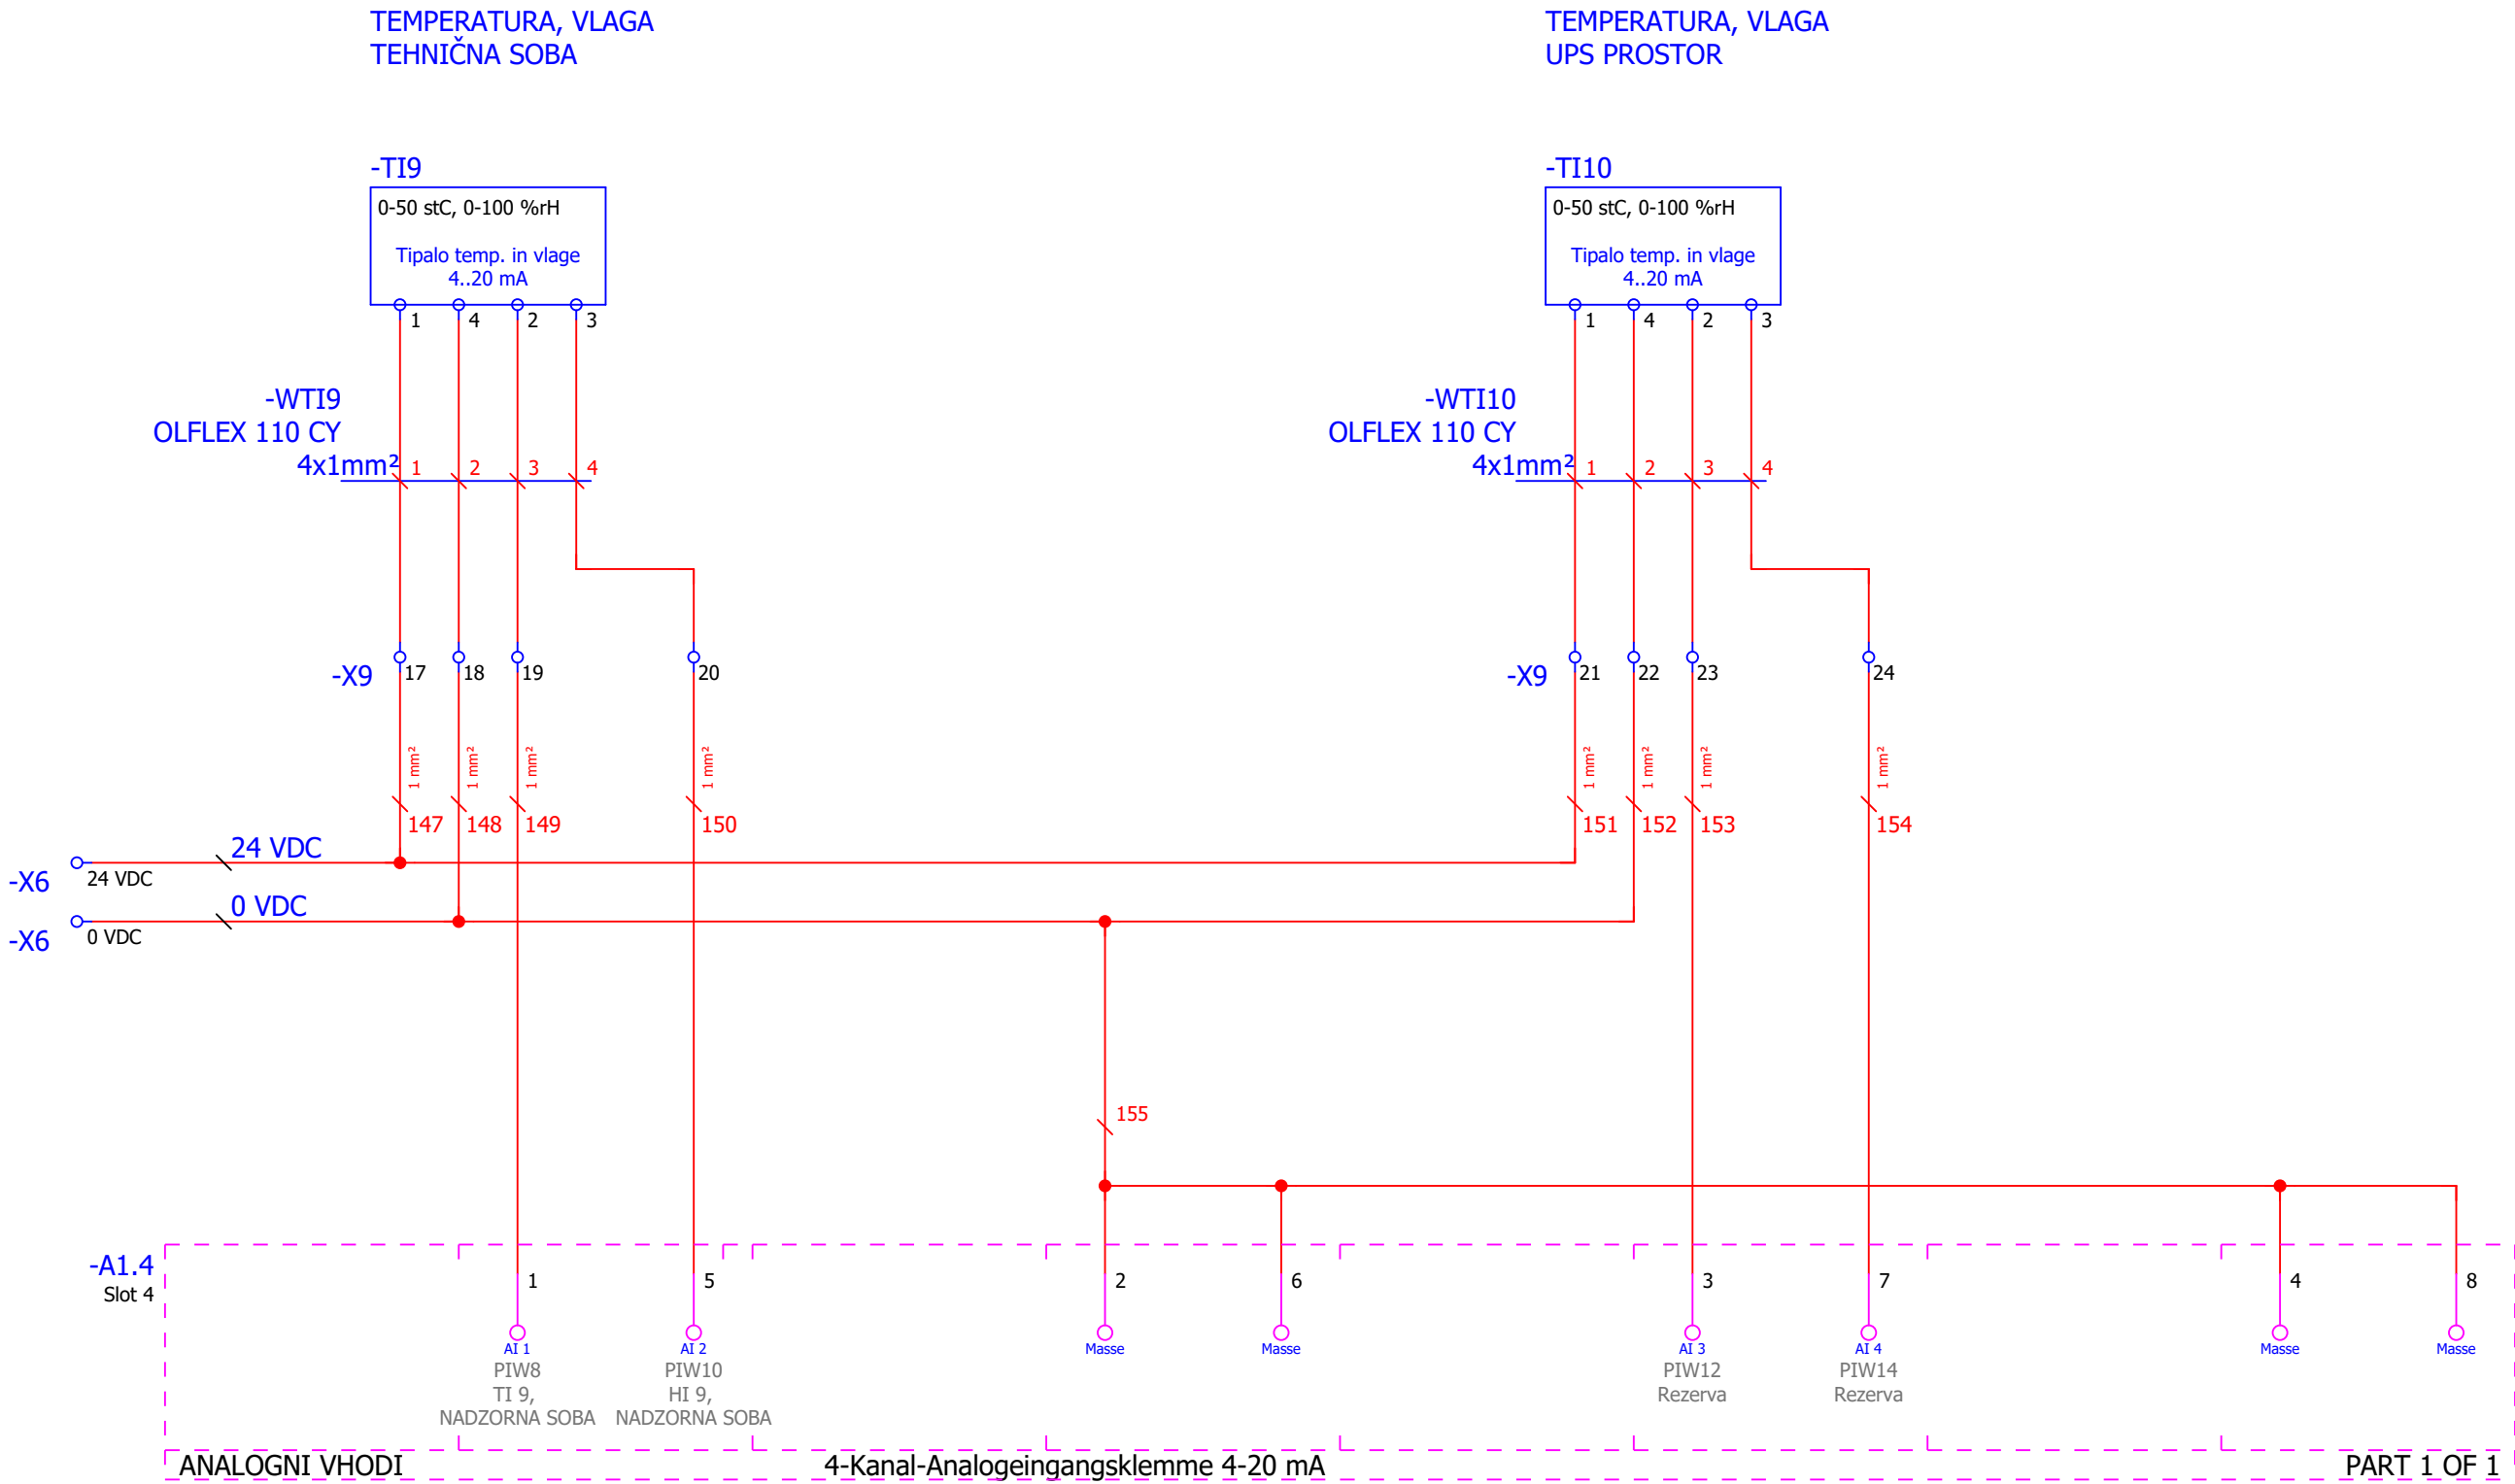 TEMPERATURA, VLAGA
TEHNIČNA SOBA
TEMPERATURA, VLAGA
UPS PROSTOR
-TI9
0-50 stC, 0-100 %rH
Tipalo temp. in vlage
4..20 mA
1 4 2 3
-TI10
0-50 stC, 0-100 %rH
Tipalo temp. in vlage
4..20 mA
1 4 2 3
-WTI9
OLFLEX 110 CY
4x1mm² 1 2 3 4
-WTI10
OLFLEX 110 CY
4x1mm² 1 2 3 4
-X9 17 18 19 20
-X9 21 22 23 24
1 mm² 1 mm² 1 mm² 1 mm²
1 mm² 1 mm² 1 mm² 1 mm²
147 148 149 150
151 152 153 154
24 VDC
-X6 24 VDC
0 VDC
-X6 0 VDC
155
-A1.4
Slot 4
1 5 2 6 3 7 4 8
AI 1
PIW8
TI 9,
NADZORNA SOBA
AI 2
PIW10
HI 9,
NADZORNA SOBA
Masse
Masse
AI 3
PIW12
Rezerva
AI 4
PIW14
Rezerva
Masse
Masse
ANALOGNI VHODI
4-Kanal-Analogeingangsklemme 4-20 mA
PART 1 OF 1